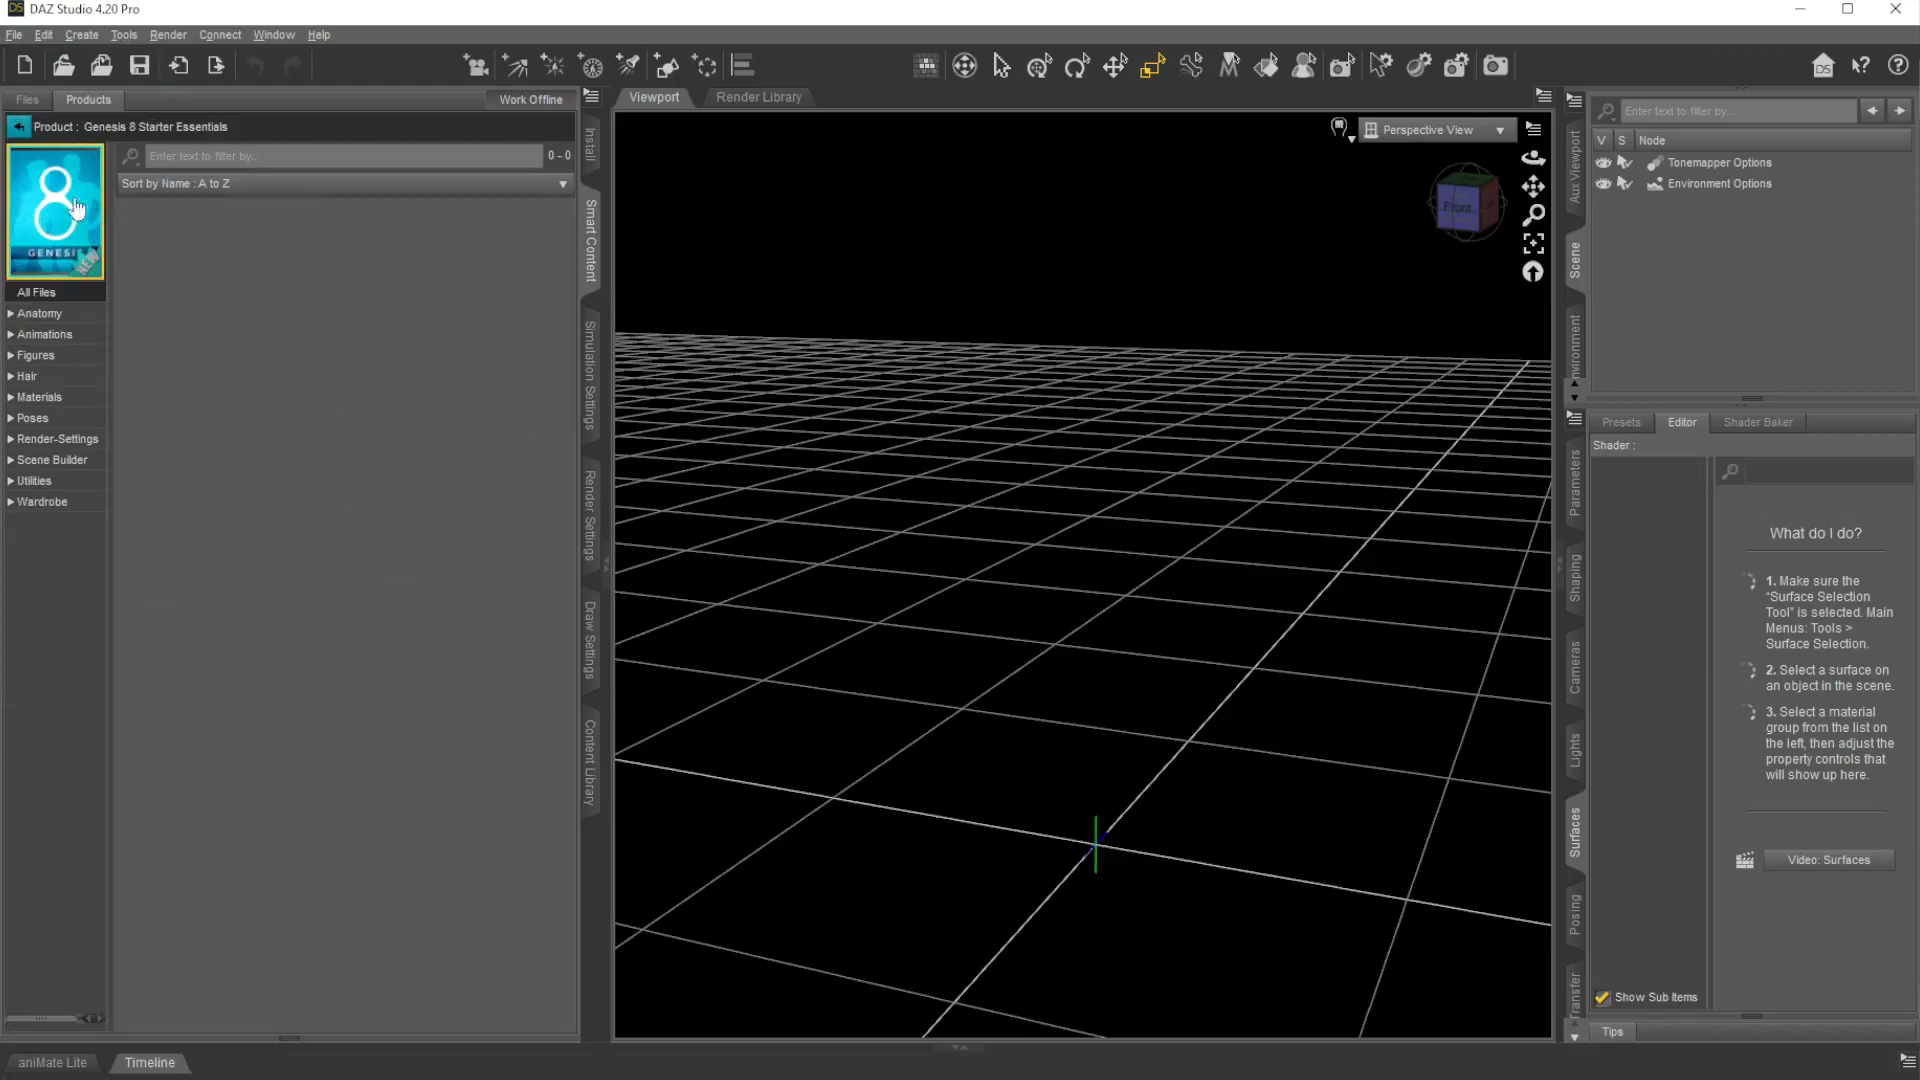 DS DAZ Studio 4.20 Pro
File Edit Create Tools Render Connect Window Help
Files Products Work Offline
Product : Genesis 8 Starter Essentials
Enter text to filter by... 0 - 0
Sort by Name : A to Z
8
GENESIS
NEW
All Files
Anatomy
Animations
Figures
Hair
Materials
Poses
Render-Settings
Scene Builder
Utilities
Wardrobe
Install
Smart Content
Simulation Settings
Render Settings
Draw Settings
Content Library
Viewport Render Library
Perspective View
Front
DS
Aux Viewport
Scene
Environment
Enter text to filter by...
V S Node
Tonemapper Options
Environment Options
Parameters
Shaping
Cameras
Lights
Surfaces
Posing
Transfer
Presets Editor Shader Baker
Shader :
What do I do?
1. Make sure the
“Surface Selection
Tool” is selected. Main
Menus: Tools >
Surface Selection.
2. Select a surface on
an object in the scene.
3. Select a material
group from the list on
the left, then adjust the
property controls that
will show up here.
Video: Surfaces
Show Sub Items
Tips
aniMate Lite Timeline